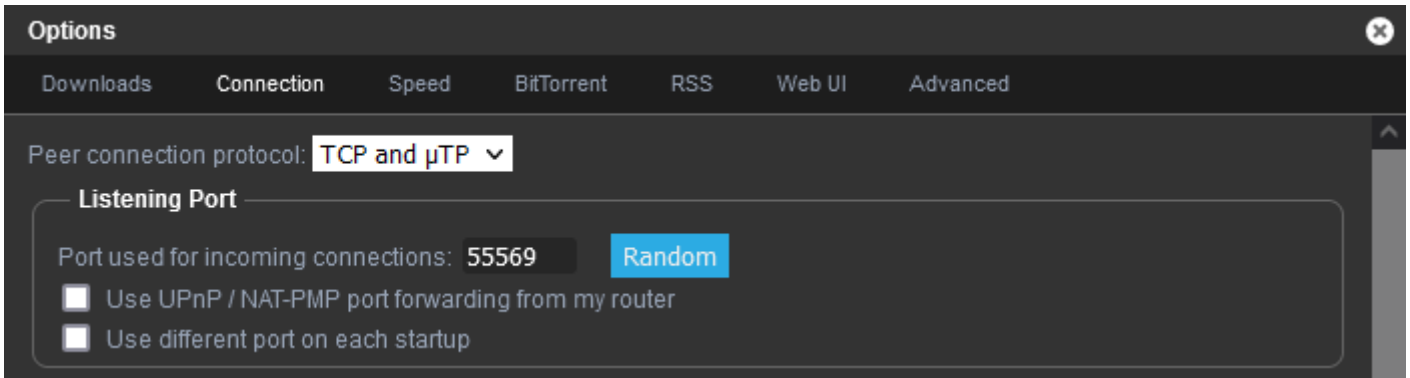 Options
Downloads Connection Speed BitTorrent RSS Web UI Advanced
Peer connection protocol: TCP and µTP
Listening Port
Port used for incoming connections: 55569 Random
Use UPnP / NAT-PMP port forwarding from my router
Use different port on each startup